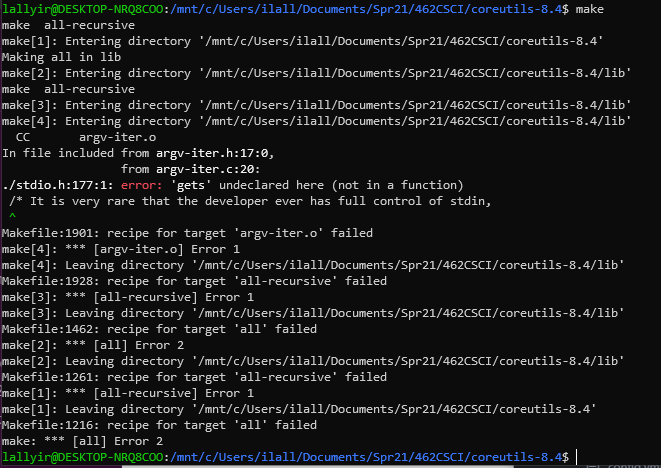 lallyir@DESKTOP-NRQ8COO:/mnt/c/Users/ilall/Documents/Spr21/462CSCI/coreutils-8.4$ make
make  all-recursive
make[1]: Entering directory '/mnt/c/Users/ilall/Documents/Spr21/462CSCI/coreutils-8.4'
Making all in lib
make[2]: Entering directory '/mnt/c/Users/ilall/Documents/Spr21/462CSCI/coreutils-8.4/lib'
make  all-recursive
make[3]: Entering directory '/mnt/c/Users/ilall/Documents/Spr21/462CSCI/coreutils-8.4/lib'
make[4]: Entering directory '/mnt/c/Users/ilall/Documents/Spr21/462CSCI/coreutils-8.4/lib'
  CC       argv-iter.o
In file included from argv-iter.h:17:0,
                 from argv-iter.c:20:
./stdio.h:177:1: error: 'gets' undeclared here (not in a function)
 /* It is very rare that the developer ever has full control of stdin,
 ^
Makefile:1901: recipe for target 'argv-iter.o' failed
make[4]: *** [argv-iter.o] Error 1
make[4]: Leaving directory '/mnt/c/Users/ilall/Documents/Spr21/462CSCI/coreutils-8.4/lib'
Makefile:1928: recipe for target 'all-recursive' failed
make[3]: *** [all-recursive] Error 1
make[3]: Leaving directory '/mnt/c/Users/ilall/Documents/Spr21/462CSCI/coreutils-8.4/lib'
Makefile:1462: recipe for target 'all' failed
make[2]: *** [all] Error 2
make[2]: Leaving directory '/mnt/c/Users/ilall/Documents/Spr21/462CSCI/coreutils-8.4/lib'
Makefile:1261: recipe for target 'all-recursive' failed
make[1]: *** [all-recursive] Error 1
make[1]: Leaving directory '/mnt/c/Users/ilall/Documents/Spr21/462CSCI/coreutils-8.4'
Makefile:1216: recipe for target 'all' failed
make: *** [all] Error 2
lallyir@DESKTOP-NRQ8COO:/mnt/c/Users/ilall/Documents/Spr21/462CSCI/coreutils-8.4$